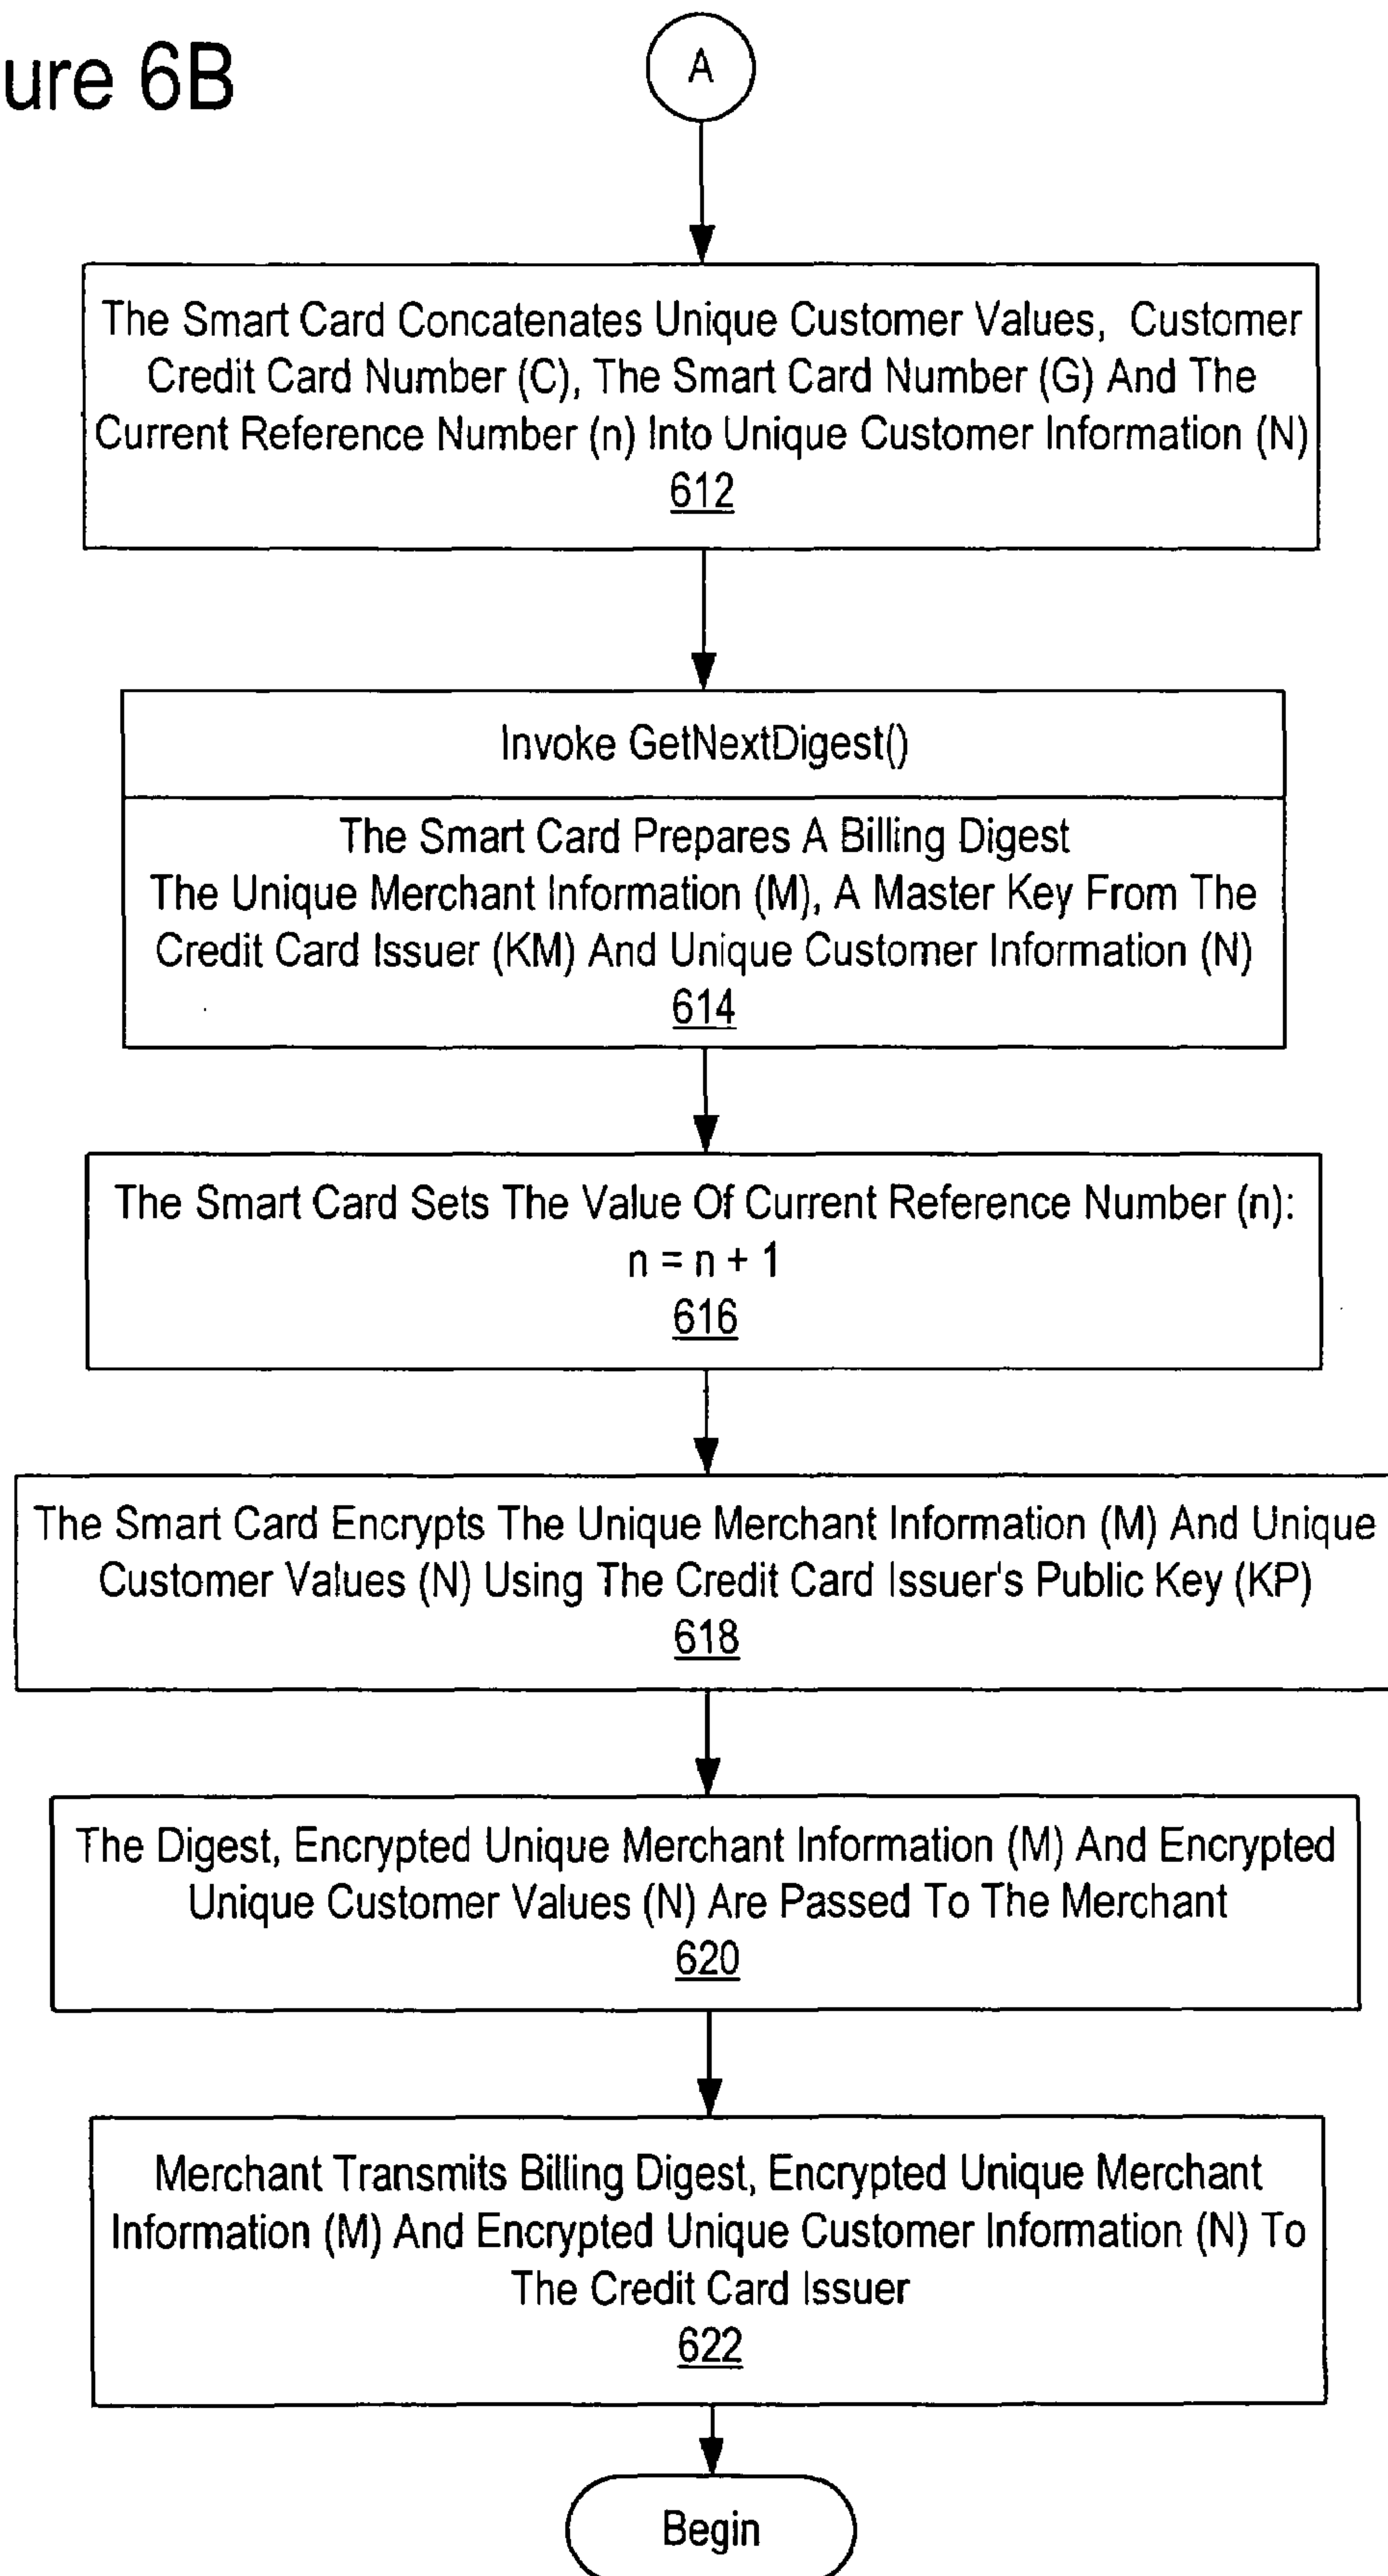 ure 6B
A
The Smart Card Concatenates Unique Customer Values, Customer
Credit Card Number (C), The Smart Card Number (G) And The
Current Reference Number (n) Into Unique Customer Information (N)
612
Invoke GetNextDigest()
The Smart Card Prepares A Billing Digest
The Unique Merchant Information (M), A Master Key From The
Credit Card Issuer (KM) And Unique Customer Information (N)
614
The Smart Card Sets The Value Of Current Reference Number (n):
n = n + 1
616
The Smart Card Encrypts The Unique Merchant Information (M) And Unique
Customer Values (N) Using The Credit Card Issuer's Public Key (KP)
618
The Digest, Encrypted Unique Merchant Information (M) And Encrypted
Unique Customer Values (N) Are Passed To The Merchant
620
Merchant Transmits Billing Digest, Encrypted Unique Merchant
Information (M) And Encrypted Unique Customer Information (N) To
The Credit Card Issuer
622
Begin